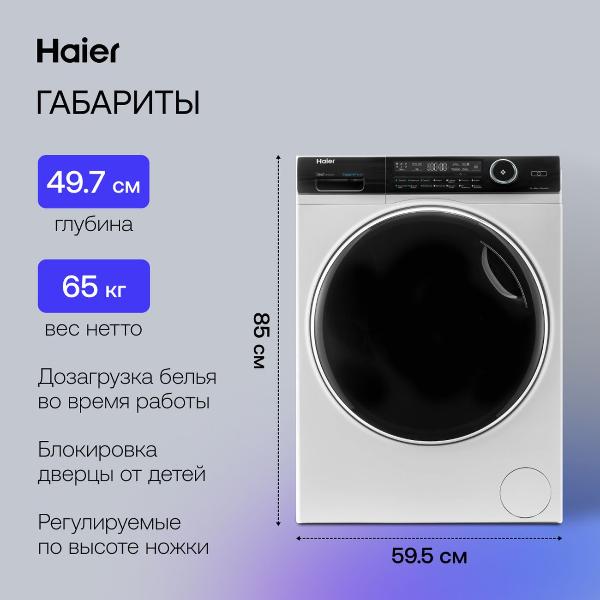 Haier
ГАБАРИТЫ
49.7 см
глубина
65 кг
вес нетто
Дозагрузка белья
во время работы
Блокировка
дверцы от детей
Регулируемые
по высоте ножки
Haier
85 см
59.5 см